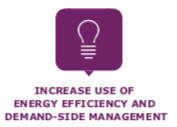 INCREASE USE OF
ENERGY EFFICIENCY AND
DEMAND-SIDE MANAGEMENT